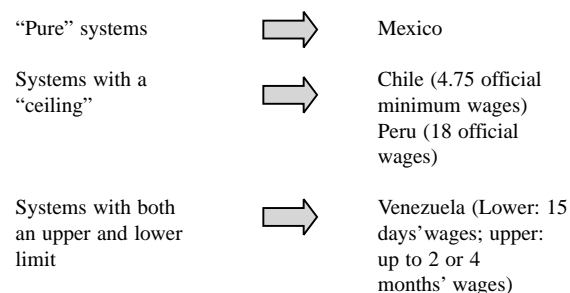 “Pure” systems
Mexico
Systems with a
“ceiling”
Chile (4.75 official
minimum wages)
Peru (18 official
wages)
Systems with both
an upper and lower
limit
Venezuela (Lower: 15
days’wages; upper:
up to 2 or 4
months’ wages)